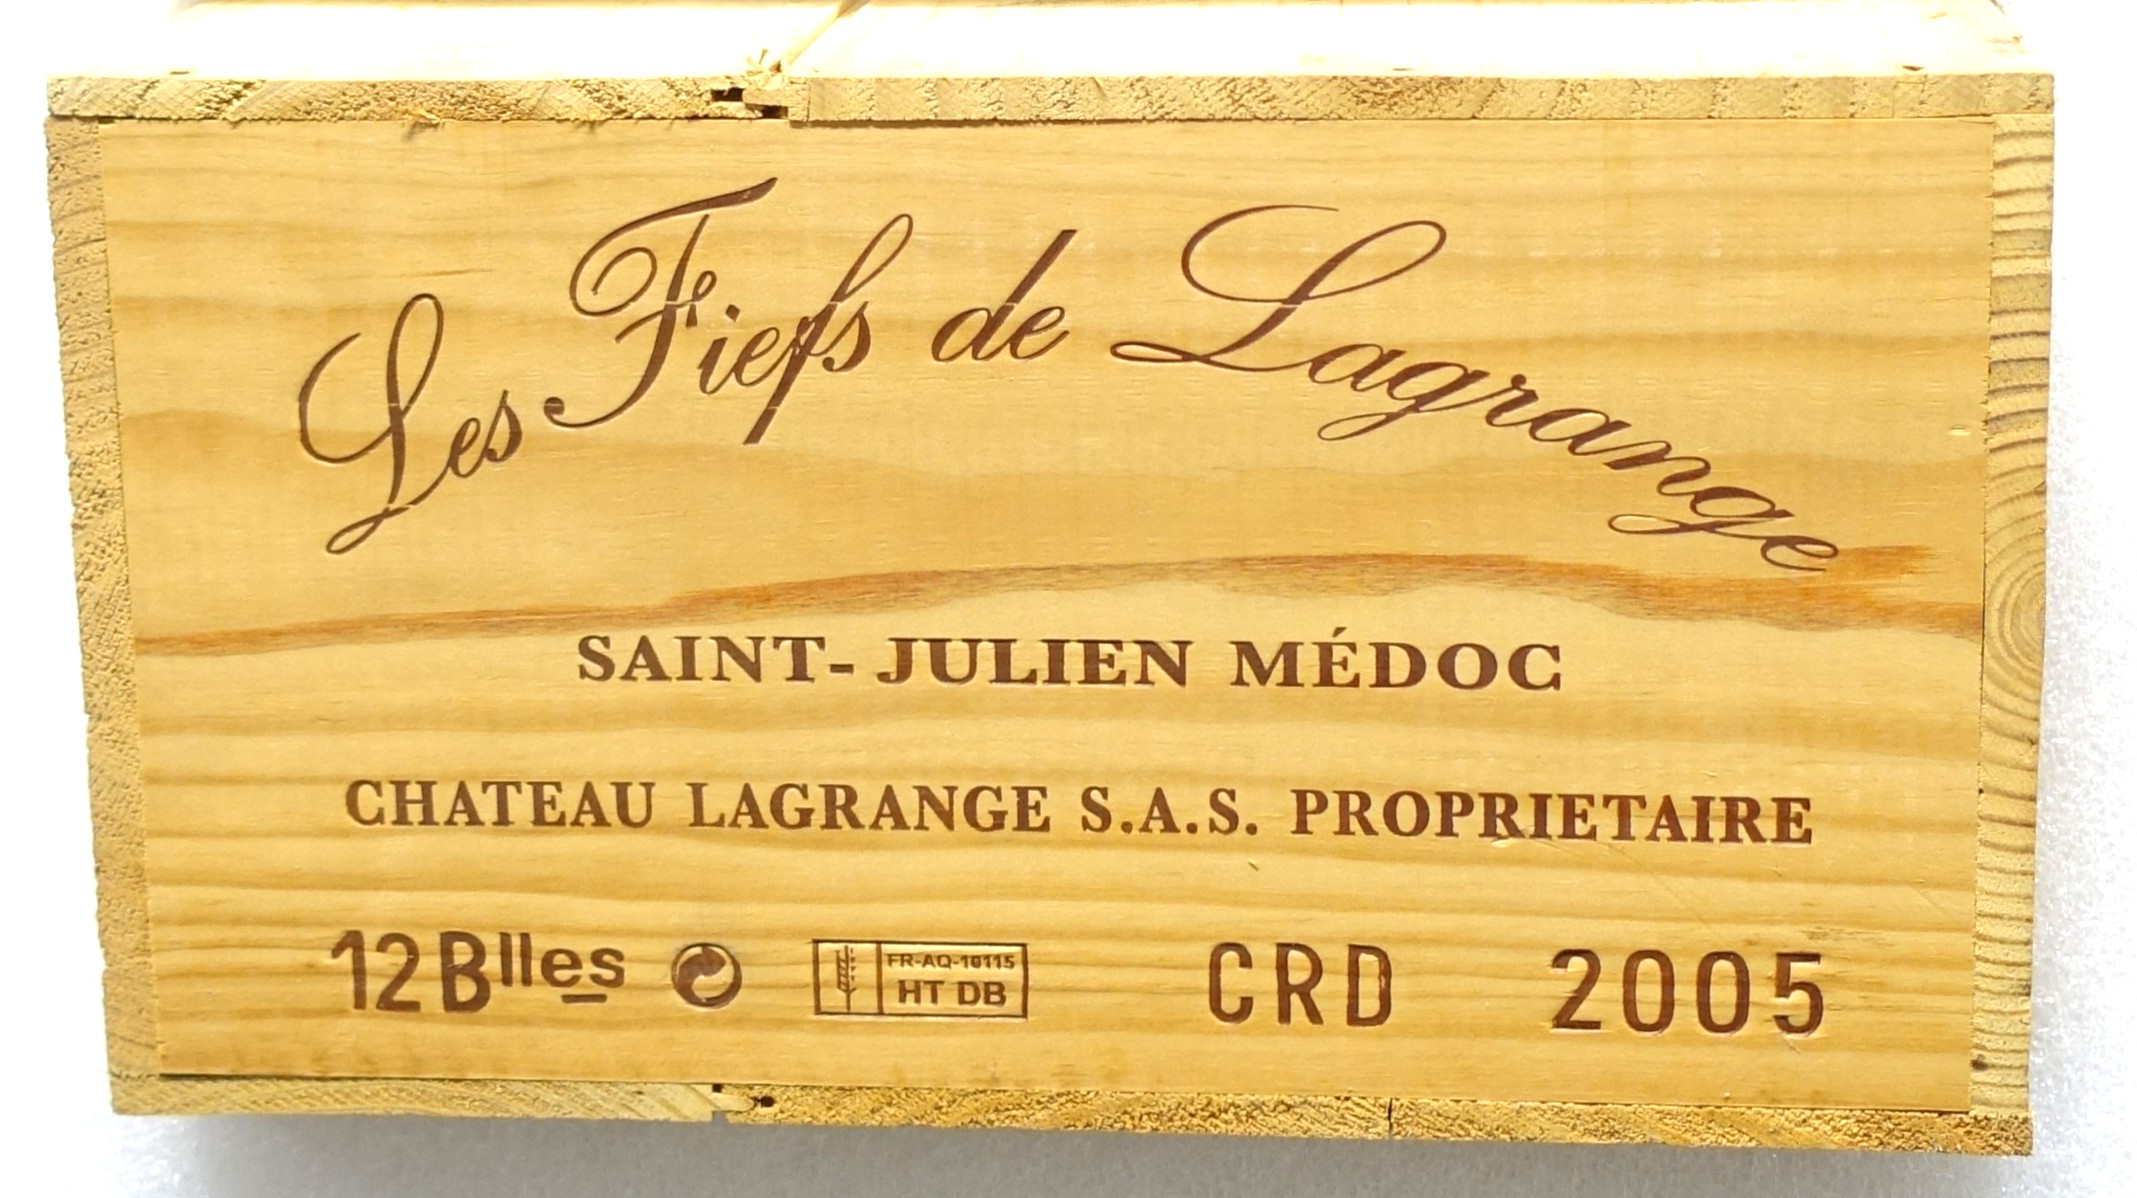 Les Fiefs de Lagrange
SAINT-JULIEN MÉDOC
CHATEAU LAGRANGE S.A.S. PROPRIETAIRE
12 Blles FR-AQ-10115 HT DB CRD 2005